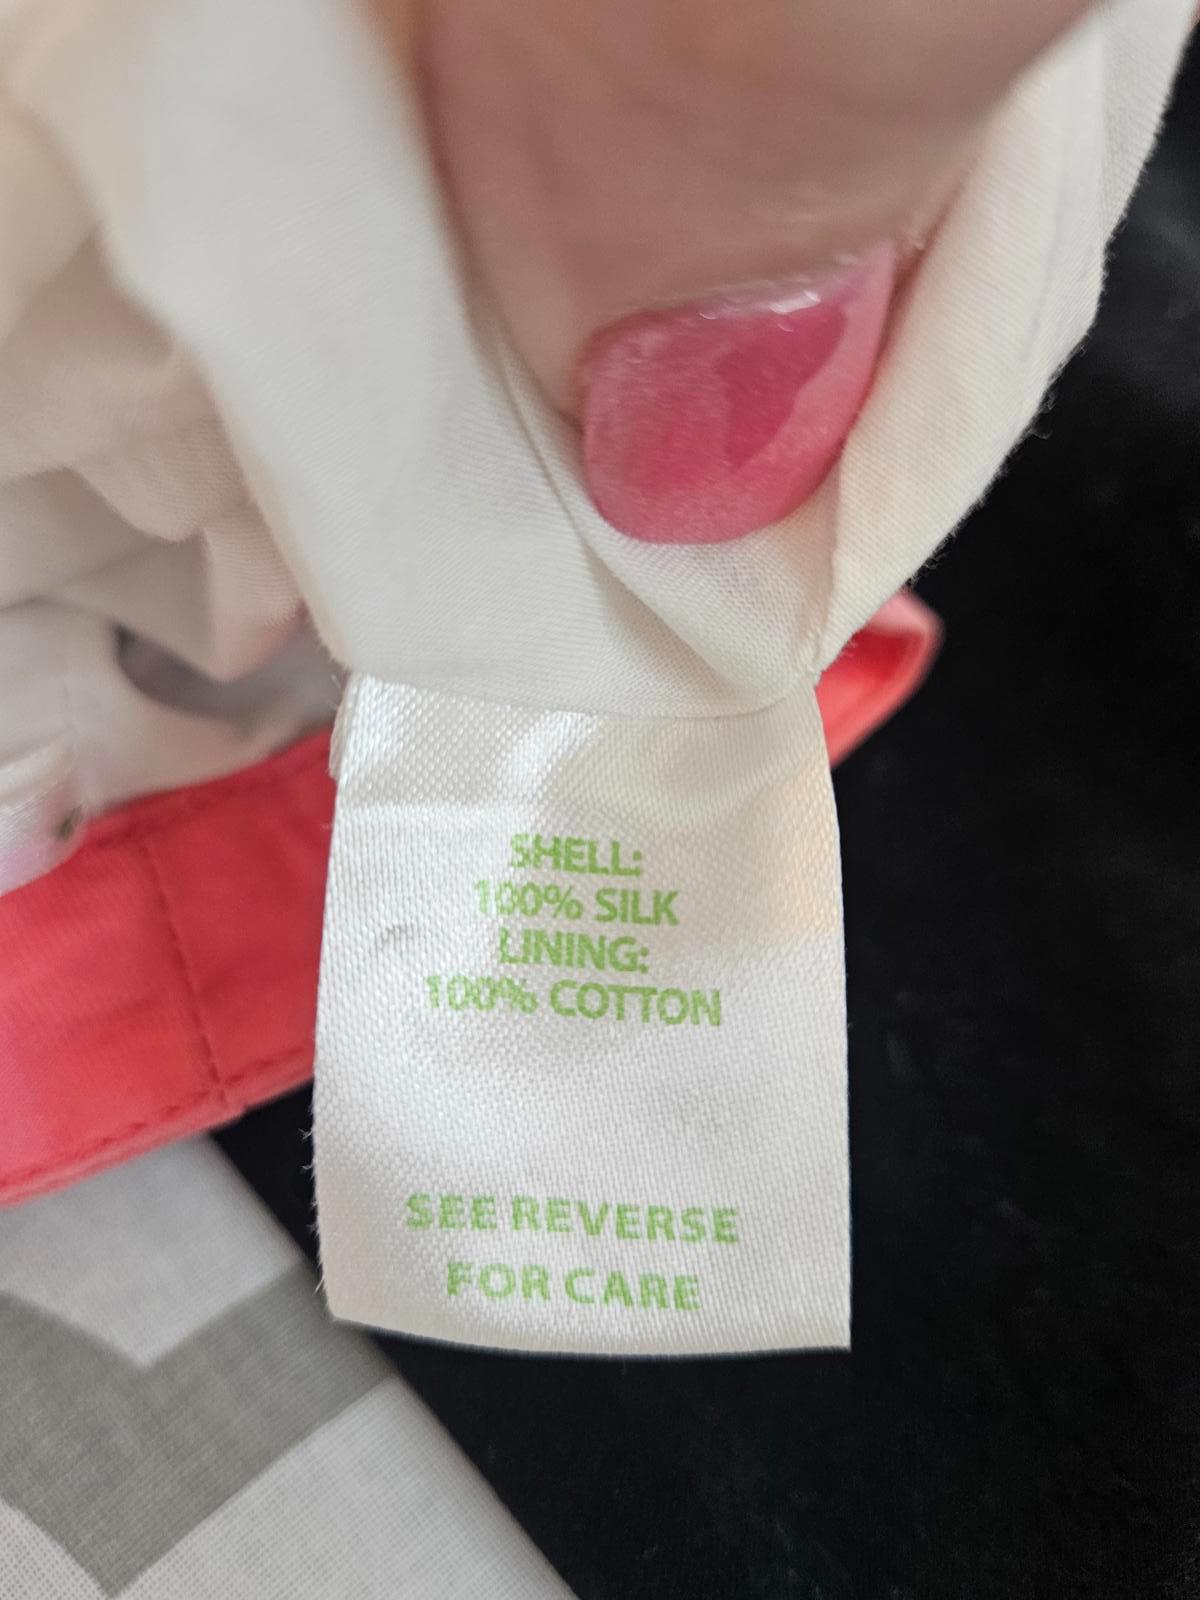 SHELL:
100% SILK
LINING:
100% COTTON
SEE REVERSE
FOR CARE